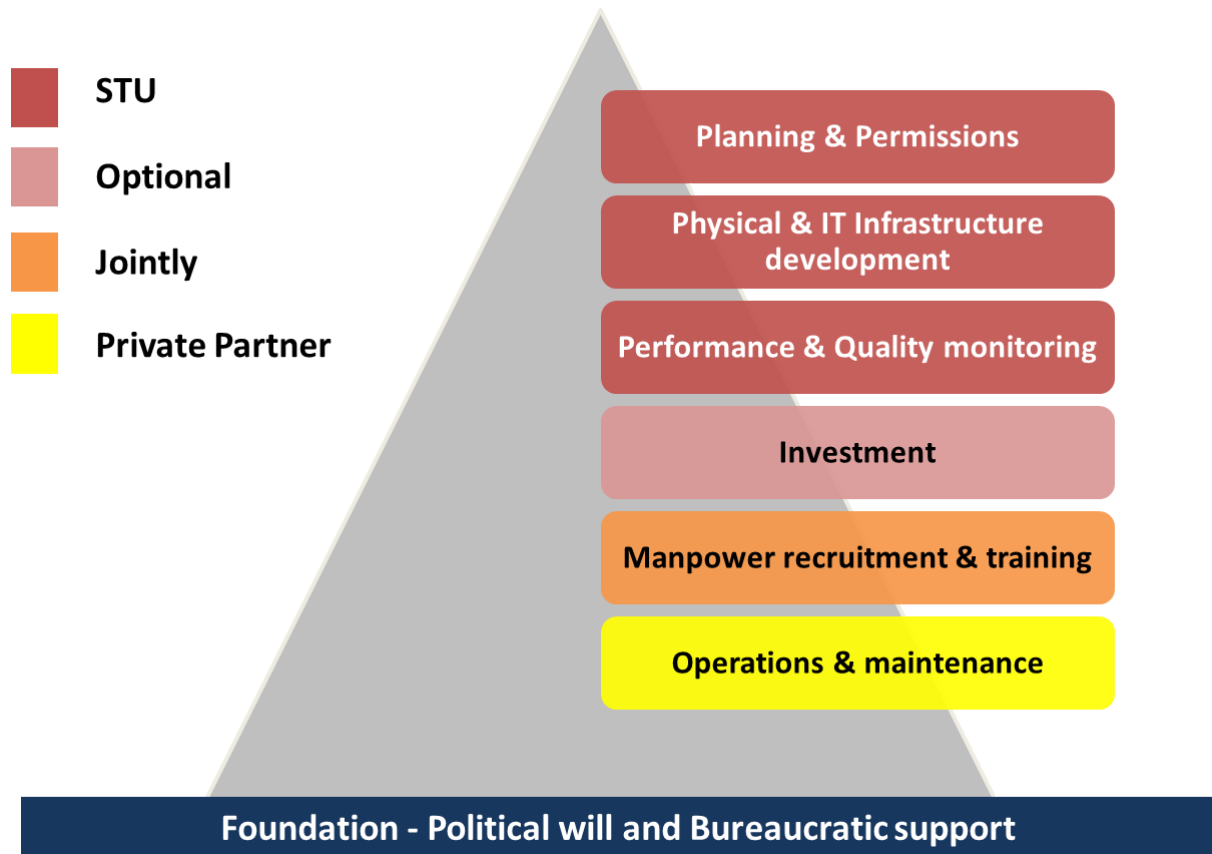 STU
Optional
Jointly
Private Partner
Planning & Permissions
Physical & IT Infrastructure
development
Performance & Quality monitoring
Investment
Manpower recruitment & training
Operations & maintenance
Foundation - Political will and Bureaucratic support